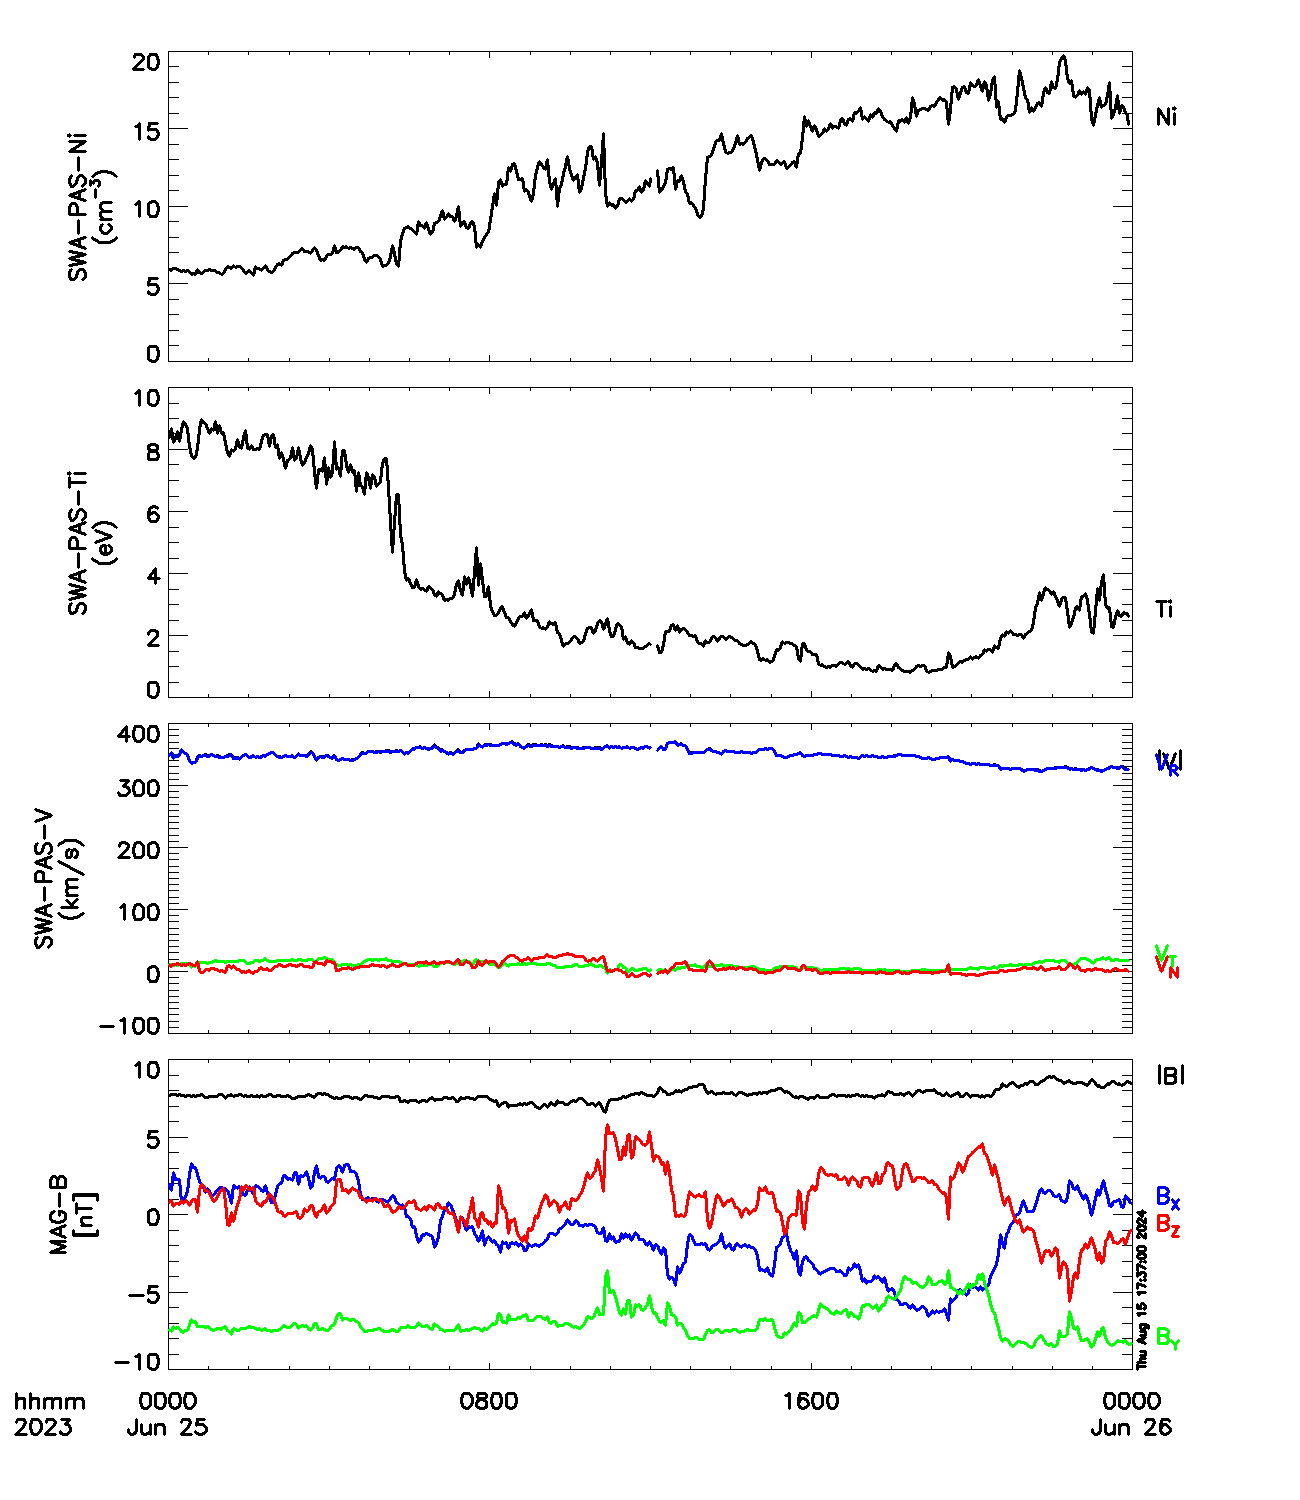 20
15
10
5
0
SWA-PAS-Ni
(cm-3)
Ni
10
8
6
4
2
0
SWA-PAS-Ti
(eV)
Ti
400
300
200
100
0
-100
SWA-PAS-V
(km/s)
|V|
VR
VT
VN
10
5
0
-5
-10
MAG-B
[nT]
|B|
BX
BZ
BY
Thu Aug 15 17:37:00 2024
hhmm 0000 0800 1600 0000
2023 Jun 25 Jun 26